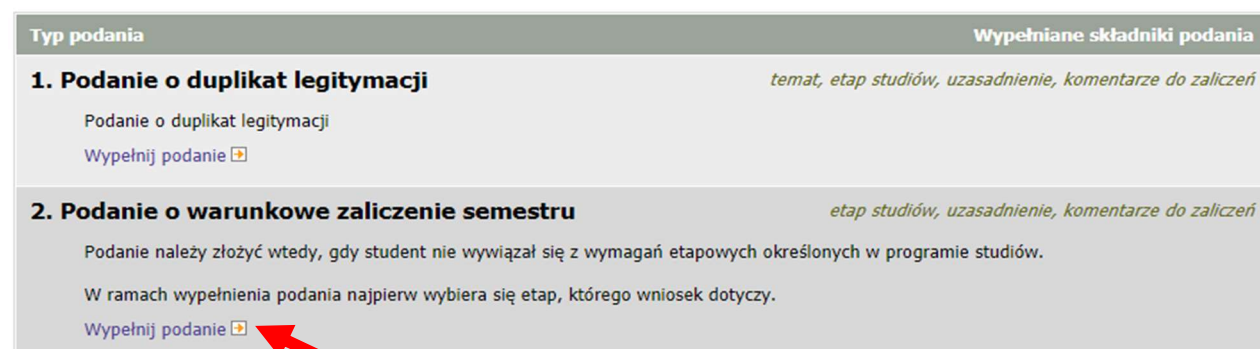 Typ podania Wypełniane składniki podania
1. Podanie o duplikat legitymacji temat, etap studiów, uzasadnienie, komentarze do zaliczeń
Podanie o duplikat legitymacji
Wypełnij podanie
2. Podanie o warunkowe zaliczenie semestru etap studiów, uzasadnienie, komentarze do zaliczeń
Podanie należy złożyć wtedy, gdy student nie wywiązał się z wymagań etapowych określonych w programie studiów.
W ramach wypełnienia podania najpierw wybiera się etap, którego wniosek dotyczy.
Wypełnij podanie